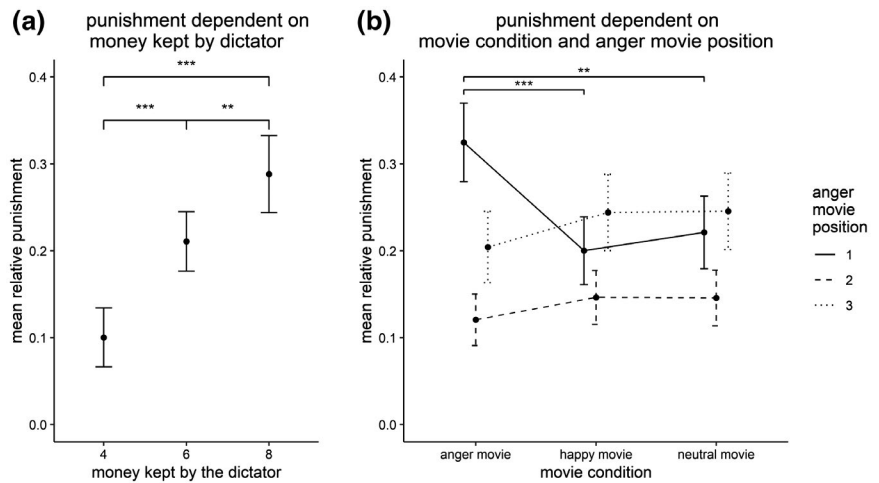 (a)
punishment dependent on
money kept by dictator
mean relative punishment
0.4
0.3
0.2
0.1
0.0
***
***
**
4
6
8
money kept by the dictator
(b)
punishment dependent on
movie condition and anger movie position
mean relative punishment
0.4
0.3
0.2
0.1
0.0
**
***
anger movie
happy movie
neutral movie
movie condition
anger
movie
position
1
2
3